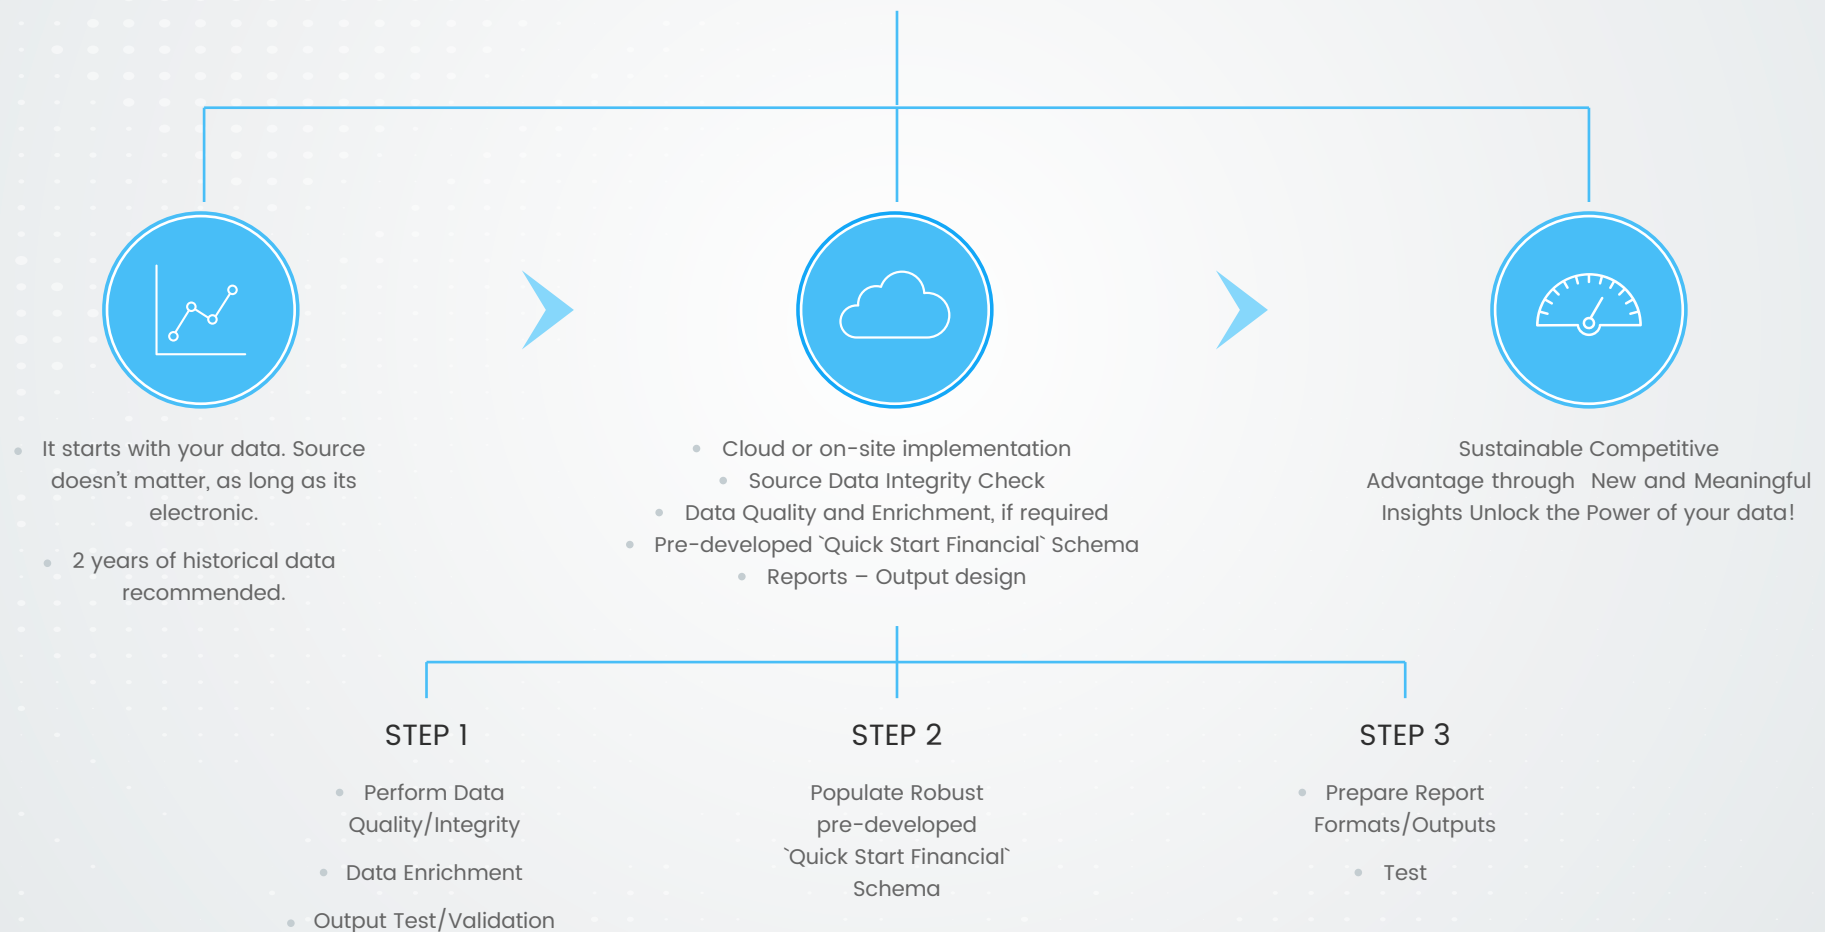 It starts with your data. Source
doesn't matter, as long as its
electronic.
2 years of historical data
recommended.
Cloud or on-site implementation
Source Data Integrity Check
Data Quality and Enrichment, if required
Pre-developed `Quick Start Financial` Schema
Reports – Output design
Sustainable Competitive
Advantage through New and Meaningful
Insights Unlock the Power of your data!
STEP 1
Perform Data
Quality/Integrity
Data Enrichment
Output Test/Validation
STEP 2
Populate Robust
pre-developed
`Quick Start Financial`
Schema
STEP 3
Prepare Report
Formats/Outputs
Test